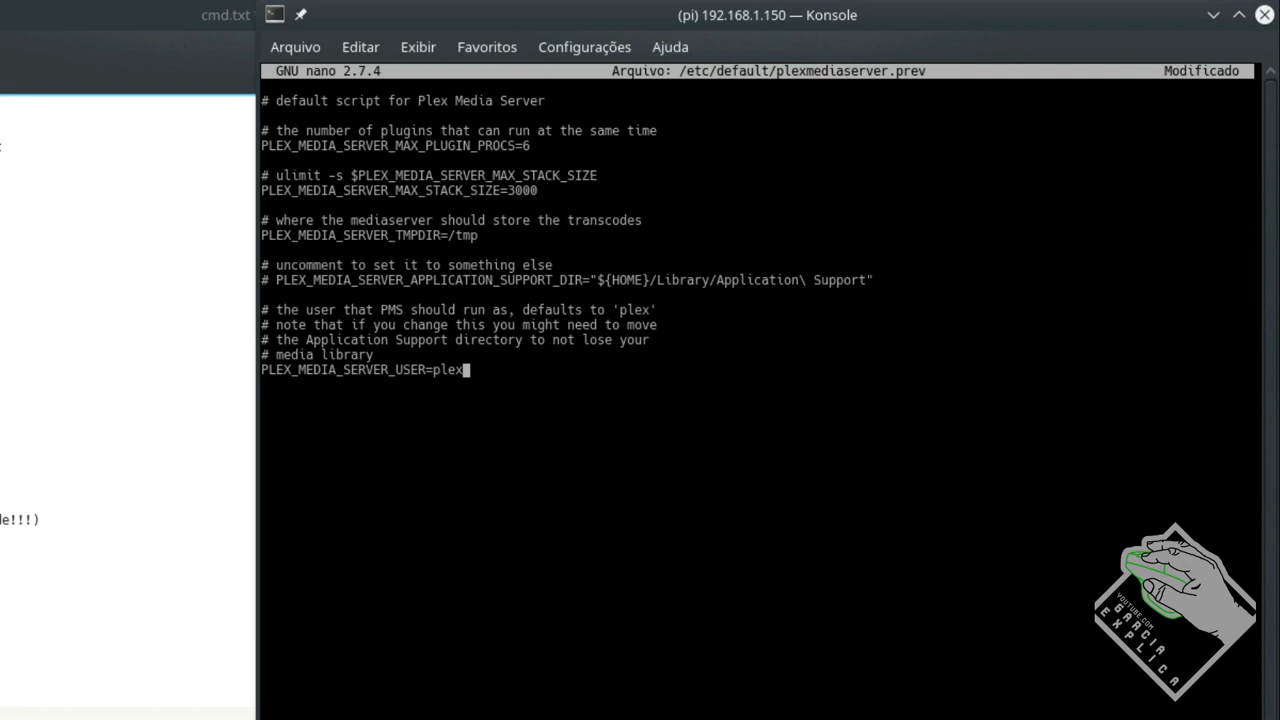 cmd.txt
(pi) 192.168.1.150 — Konsole
Arquivo Editar Exibir Favoritos Configurações Ajuda
GNU nano 2.7.4 Arquivo: /etc/default/plexmediaserver.prev Modificado
# default script for Plex Media Server
# the number of plugins that can run at the same time
PLEX_MEDIA_SERVER_MAX_PLUGIN_PROCS=6
# ulimit -s $PLEX_MEDIA_SERVER_MAX_STACK_SIZE
PLEX_MEDIA_SERVER_MAX_STACK_SIZE=3000
# where the mediaserver should store the transcodes
PLEX_MEDIA_SERVER_TMPDIR=/tmp
# uncomment to set it to something else
# PLEX_MEDIA_SERVER_APPLICATION_SUPPORT_DIR="${HOME}/Library/Application\ Support"
# the user that PMS should run as, defaults to 'plex'
# note that if you change this you might need to move
# the Application Support directory to not lose your
# media library
PLEX_MEDIA_SERVER_USER=plex
de!!!)
YOUTUBE.COM
GARCIA
EXPLICA